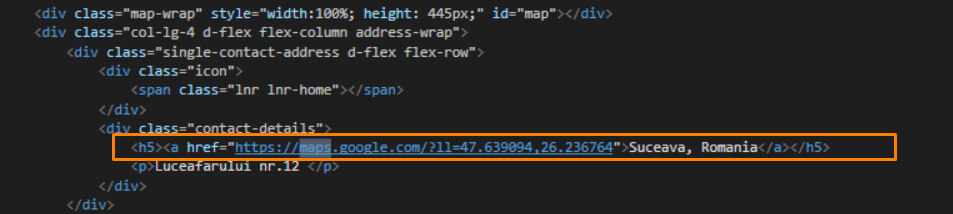 <div class="map-wrap" style="width:100%; height: 445px;" id="map"></div>
<div class="col-lg-4 d-flex flex-column address-wrap">
<div class="single-contact-address d-flex flex-row">
<div class="icon">
<span class="lnr lnr-home"></span>
</div>
<div class="contact-details">
<h5><a href="https://maps.google.com/?ll=47.639094,26.236764">Suceava, Romania</a></h5>
<p>Luceafarului nr.12 </p>
</div>
</div>